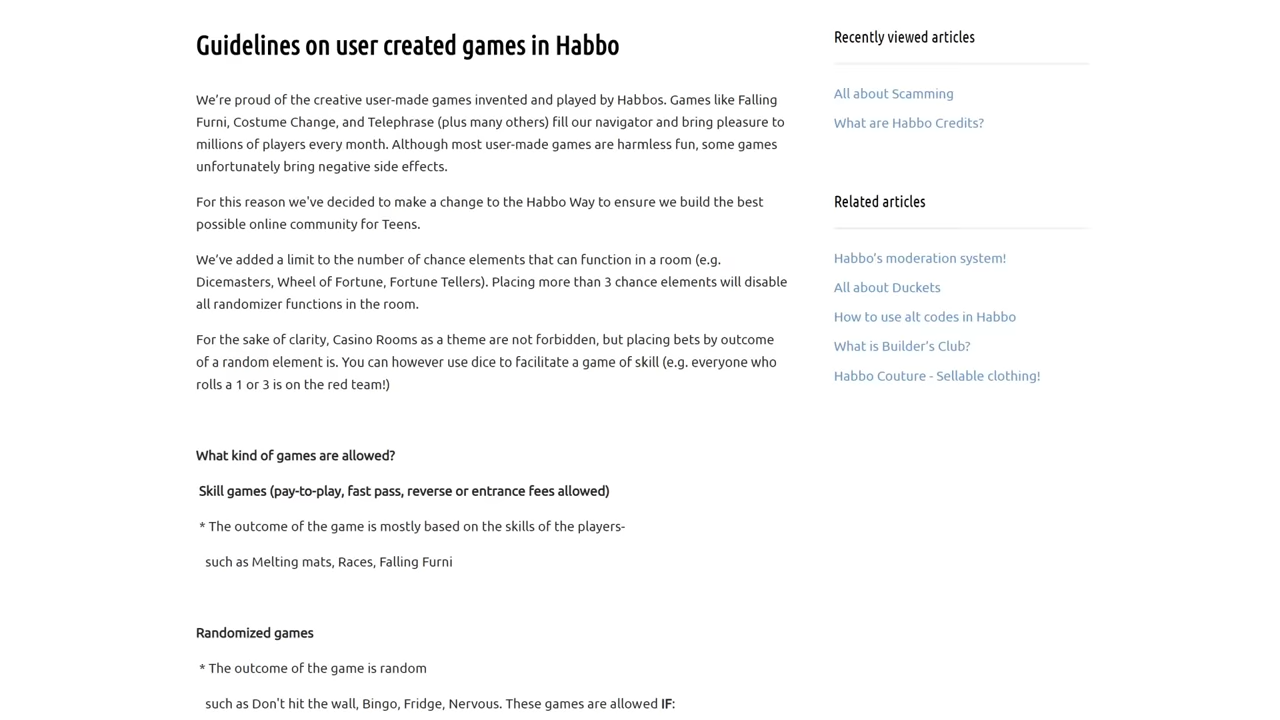 Guidelines on user created games in Habbo
We're proud of the creative user-made games invented and played by Habbos. Games like Falling
Furni, Costume Change, and Telephrase (plus many others) fill our navigator and bring pleasure to
millions of players every month. Although most user-made games are harmless fun, some games
unfortunately bring negative side effects.
For this reason we've decided to make a change to the Habbo Way to ensure we build the best
possible online community for Teens.
We've added a limit to the number of chance elements that can function in a room (e.g.
Dicemasters, Wheel of Fortune, Fortune Tellers). Placing more than 3 chance elements will disable
all randomizer functions in the room.
For the sake of clarity, Casino Rooms as a theme are not forbidden, but placing bets by outcome
of a random element is. You can however use dice to facilitate a game of skill (e.g. everyone who
rolls a 1 or 3 is on the red team!)
What kind of games are allowed?
Skill games (pay-to-play, fast pass, reverse or entrance fees allowed)
* The outcome of the game is mostly based on the skills of the players-
such as Melting mats, Races, Falling Furni
Randomized games
* The outcome of the game is random
such as Don't hit the wall, Bingo, Fridge, Nervous. These games are allowed IF:
Recently viewed articles
All about Scamming
What are Habbo Credits?
Related articles
Habbo's moderation system!
All about Duckets
How to use alt codes in Habbo
What is Builder's Club?
Habbo Couture - Sellable clothing!